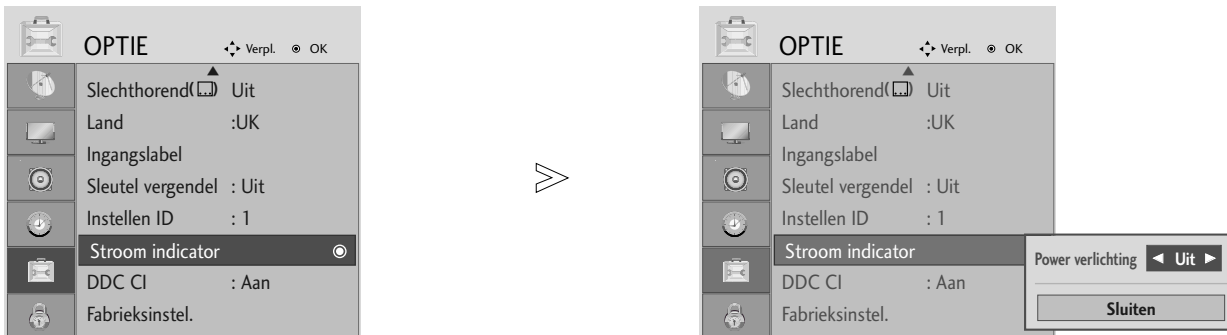 OPTIE Verpl. OK
Slechthorend( ) Uit
Land :UK
Ingangslabel
Sleutel vergendel : Uit
Instellen ID : 1
Stroom indicator
DDC CI : Aan
Fabrieksinstel.
OPTIE Verpl. OK
Slechthorend( ) Uit
Land :UK
Ingangslabel
Sleutel vergendel : Uit
Instellen ID : 1
Stroom indicator
DDC CI : Aan
Fabrieksinstel.
Power verlichting ◄ Uit ►
Sluiten